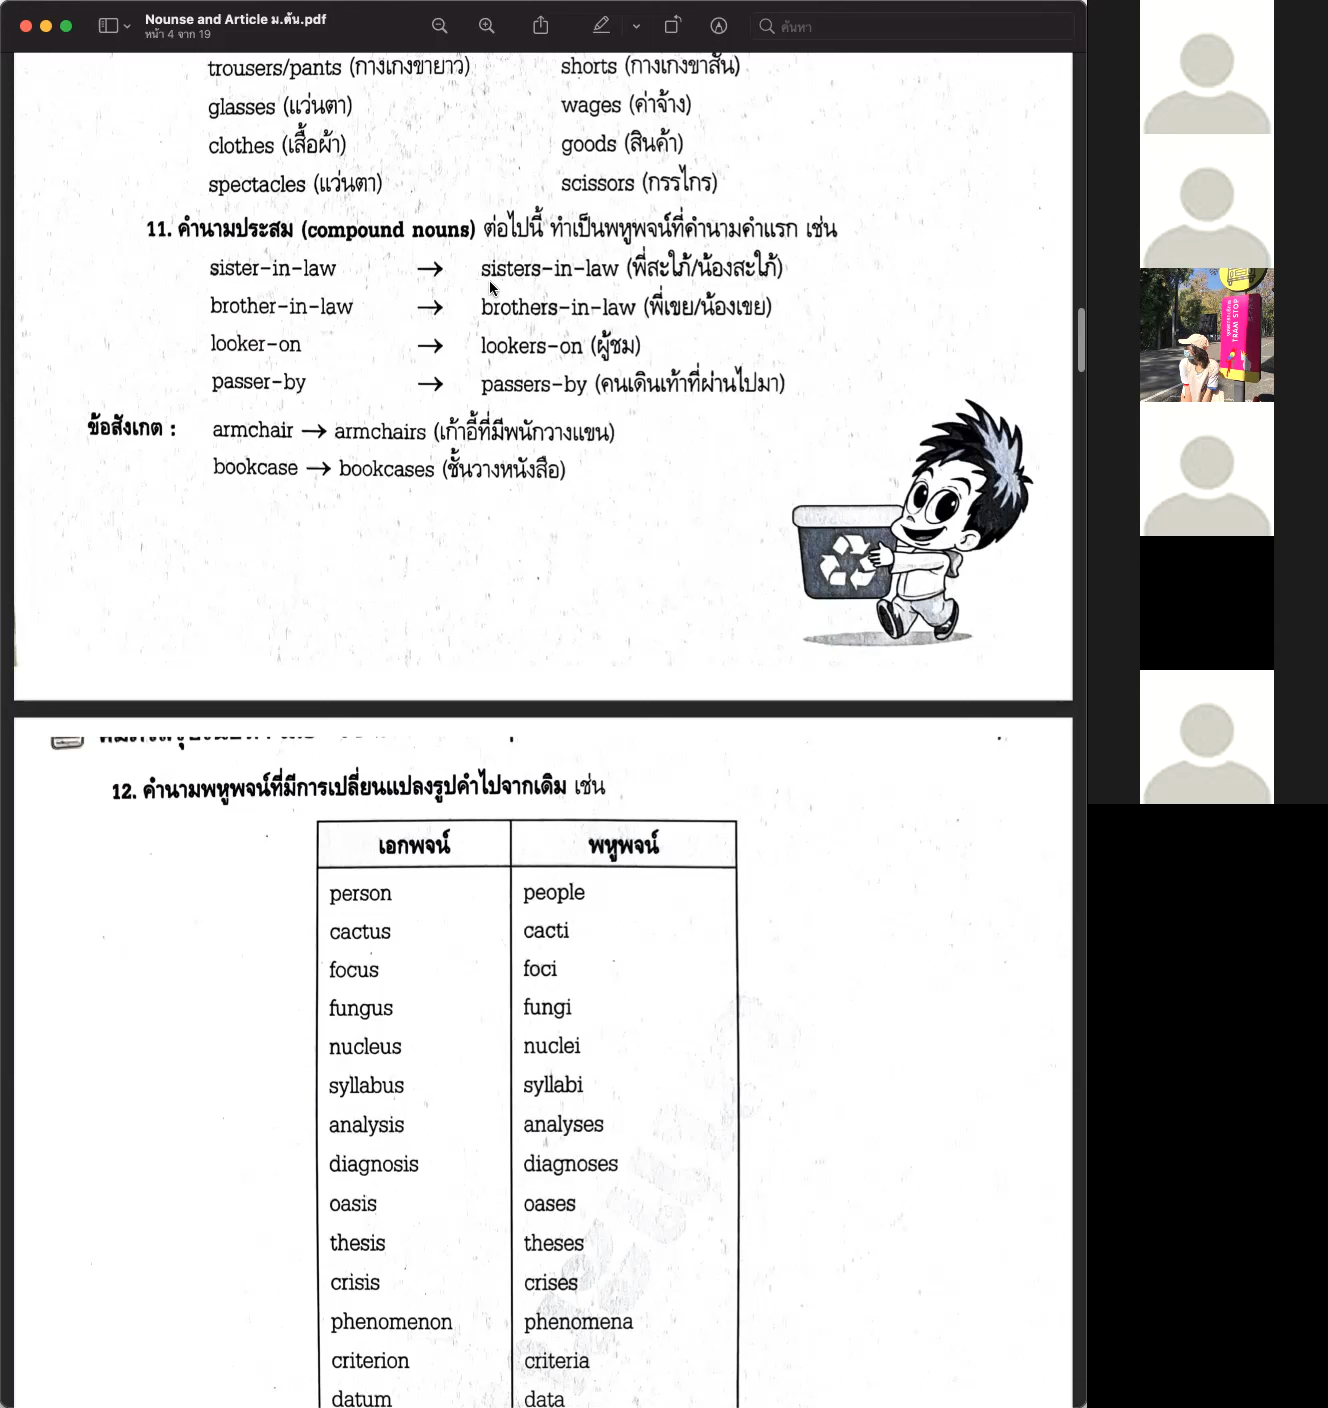 Nounse and Article ม.ต้น.pdf
หน้า 4 จาก 19
ค้นหา
trousers/pants (กางเกงขายาว) shorts (กางเกงขาสั้น)
glasses (แว่นตา) wages (ค่าจ้าง)
clothes (เสื้อผ้า) goods (สินค้า)
spectacles (แว่นตา) scissors (กรรไกร)
11. คำนามประสม (compound nouns) ต่อไปนี้ ทำเป็นพหูพจน์ที่คำนามคำแรก เช่น
sister-in-law → sisters-in-law (พี่สะใภ้/น้องสะใภ้)
brother-in-law → brothers-in-law (พี่เขย/น้องเขย)
looker-on → lookers-on (ผู้ชม)
passer-by → passers-by (คนเดินเท้าที่ผ่านไปมา)
ข้อสังเกต : armchair → armchairs (เก้าอี้ที่มีพนักวางแขน)
bookcase → bookcases (ชั้นวางหนังสือ)
TRAM STOP
12. คำนามพหูพจน์ที่มีการเปลี่ยนแปลงรูปคำไปจากเดิม เช่น
เอกพจน์ พหูพจน์
person people
cactus cacti
focus foci
fungus fungi
nucleus nuclei
syllabus syllabi
analysis analyses
diagnosis diagnoses
oasis oases
thesis theses
crisis crises
phenomenon phenomena
criterion criteria
datum data